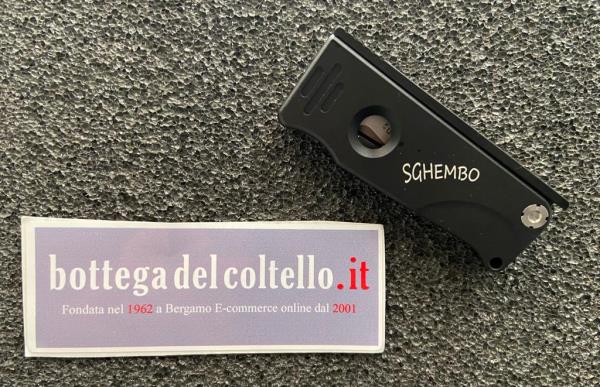 SGHEMBO
bottega del coltello.it
Fondata nel 1962 a Bergamo E-commerce online dal 2001